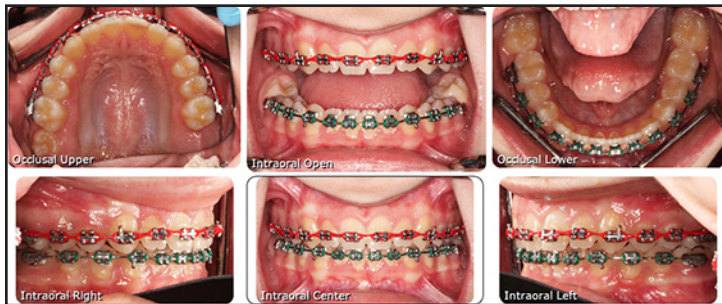 Occlusal Upper
Intraoral Open
Occlusal Lower
Intraoral Right
Intraoral Center
Intraoral Left